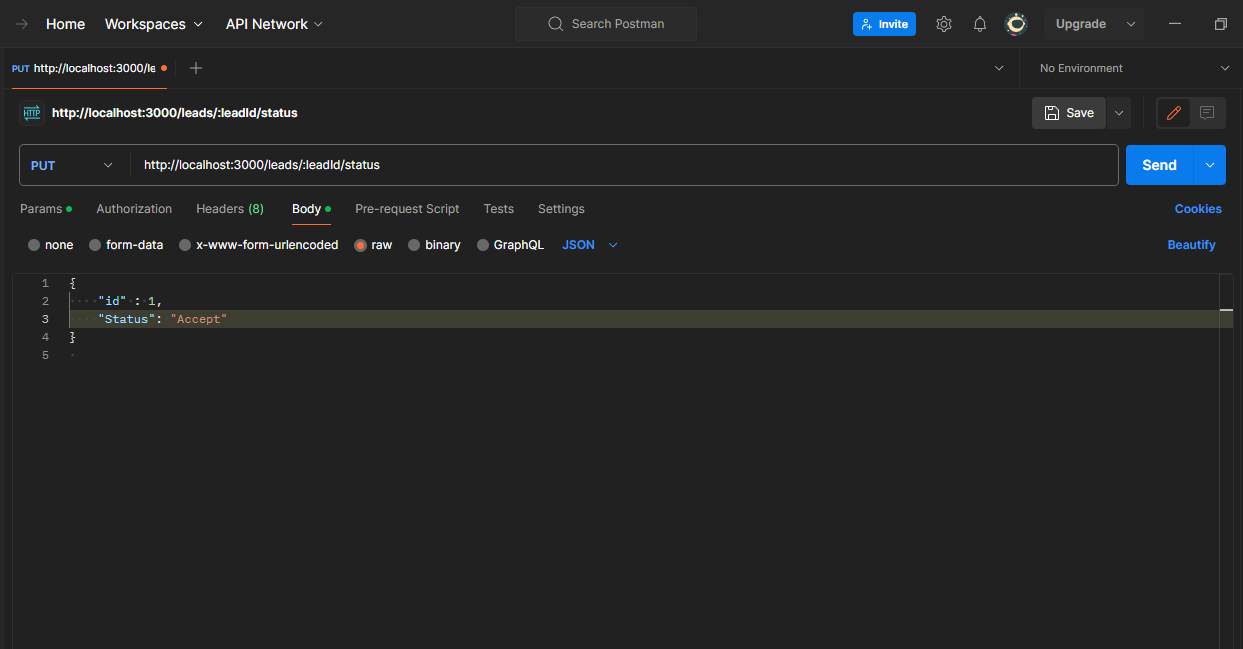 Home Workspaces API Network Search Postman Invite Upgrade
PUT http://localhost:3000/le No Environment
HTTP http://localhost:3000/leads/:leadId/status Save
PUT http://localhost:3000/leads/:leadId/status Send
Params Authorization Headers (8) Body Pre-request Script Tests Settings Cookies
none form-data x-www-form-urlencoded raw binary GraphQL JSON Beautify
1 {
2 "id" : 1,
3 "Status": "Accept"
4 }
5